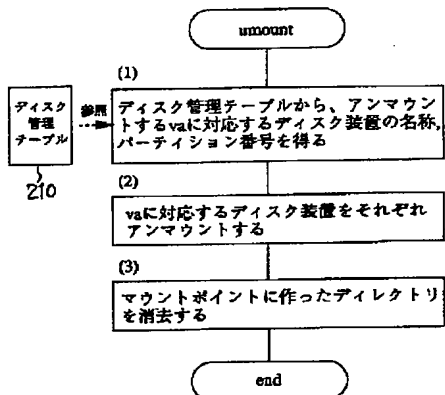 umount
(1)
ディスク
管理
テーブル
参照
210
ディスク管理テーブルから、アンマウン
トするvaに対応するディスク装置の名称,
パーティション番号を得る
(2)
vaに対応するディスク装置をそれぞれ
アンマウントする
(3)
マウントポイントに作ったディレクトリ
を消去する
end